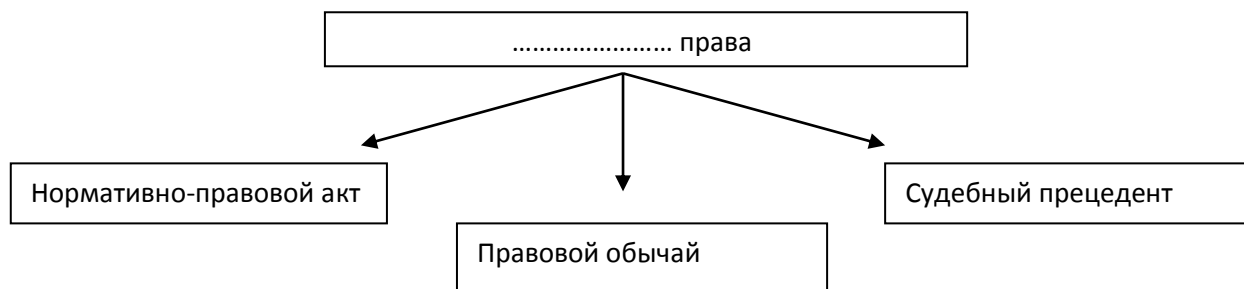 …………………… права
Нормативно-правовой акт
Судебный прецедент
Правовой обычай